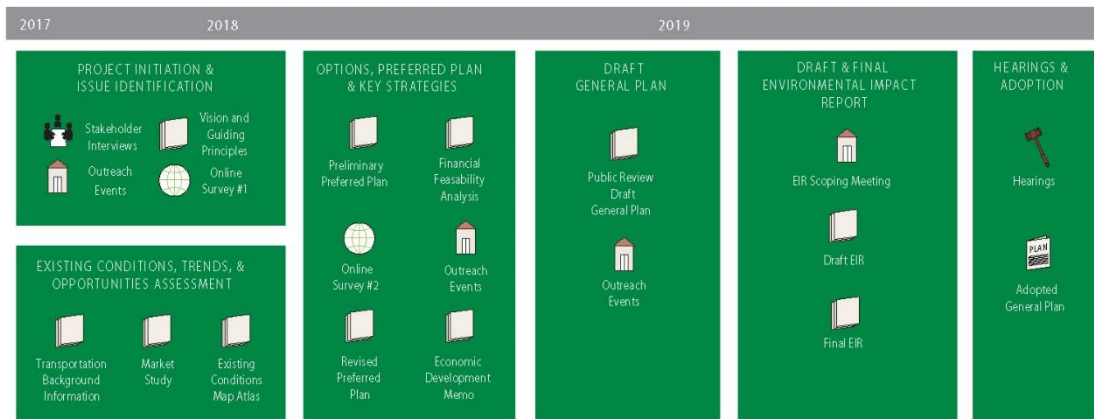 2017
2018
2019
PROJECT INITIATION &
ISSUE IDENTIFICATION
Stakeholder
Interviews
Vision and
Guiding
Principles
Outreach
Events
Online
Survey #1
EXISTING CONDITIONS, TRENDS, &
OPPORTUNITIES ASSESSMENT
Transportation
Background
Information
Market
Study
Existing
Conditions
Map Atlas
OPTIONS, PREFERRED PLAN
& KEY STRATEGIES
Preliminary
Preferred Plan
Financial
Feasability
Analysis
Online
Survey #2
Outreach
Events
Revised
Preferred
Plan
Economic
Development
Memo
DRAFT
GENERAL PLAN
Public Review
Draft
General Plan
Outreach
Events
DRAFT & FINAL
ENVIRONMENTAL IMPACT
REPORT
EIR Scoping Meeting
Draft EIR
Final EIR
HEARINGS &
ADOPTION
Hearings
PLAN
Adopted
General Plan